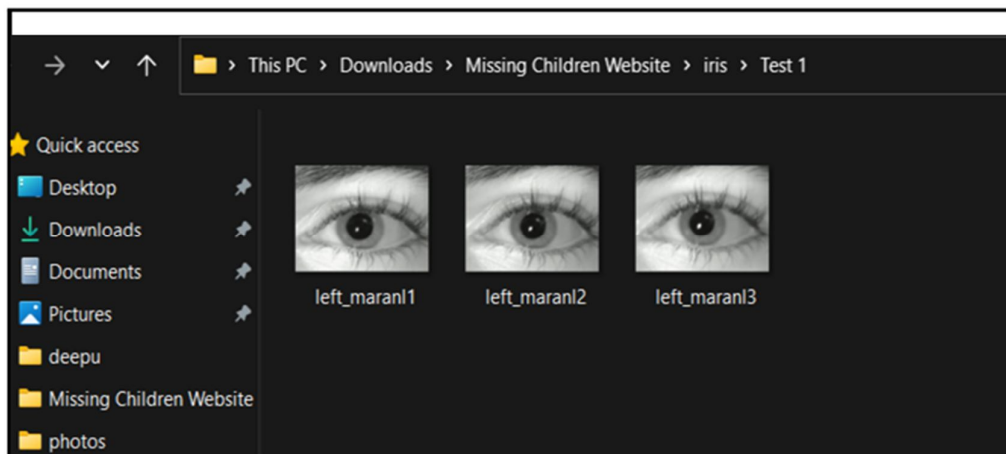 This PC > Downloads > Missing Children Website > iris > Test 1
Quick access
Desktop
Downloads
Documents
Pictures
deepu
Missing Children Website
photos
left_maranl1 left_maranl2 left_maranl3